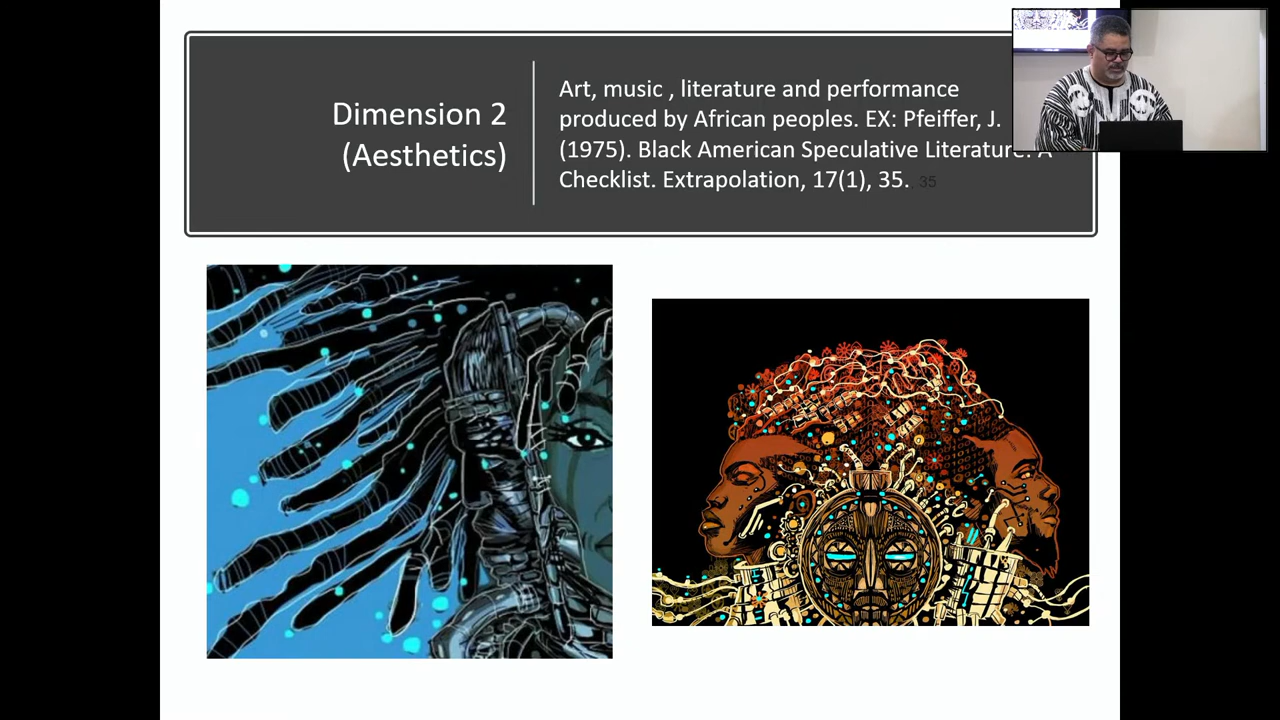 Dimension 2
(Aesthetics)
Art, music , literature and performance
produced by African peoples. EX: Pfeiffer, J.
(1975). Black American Speculative Literature: A
Checklist. Extrapolation, 17(1), 35., 35